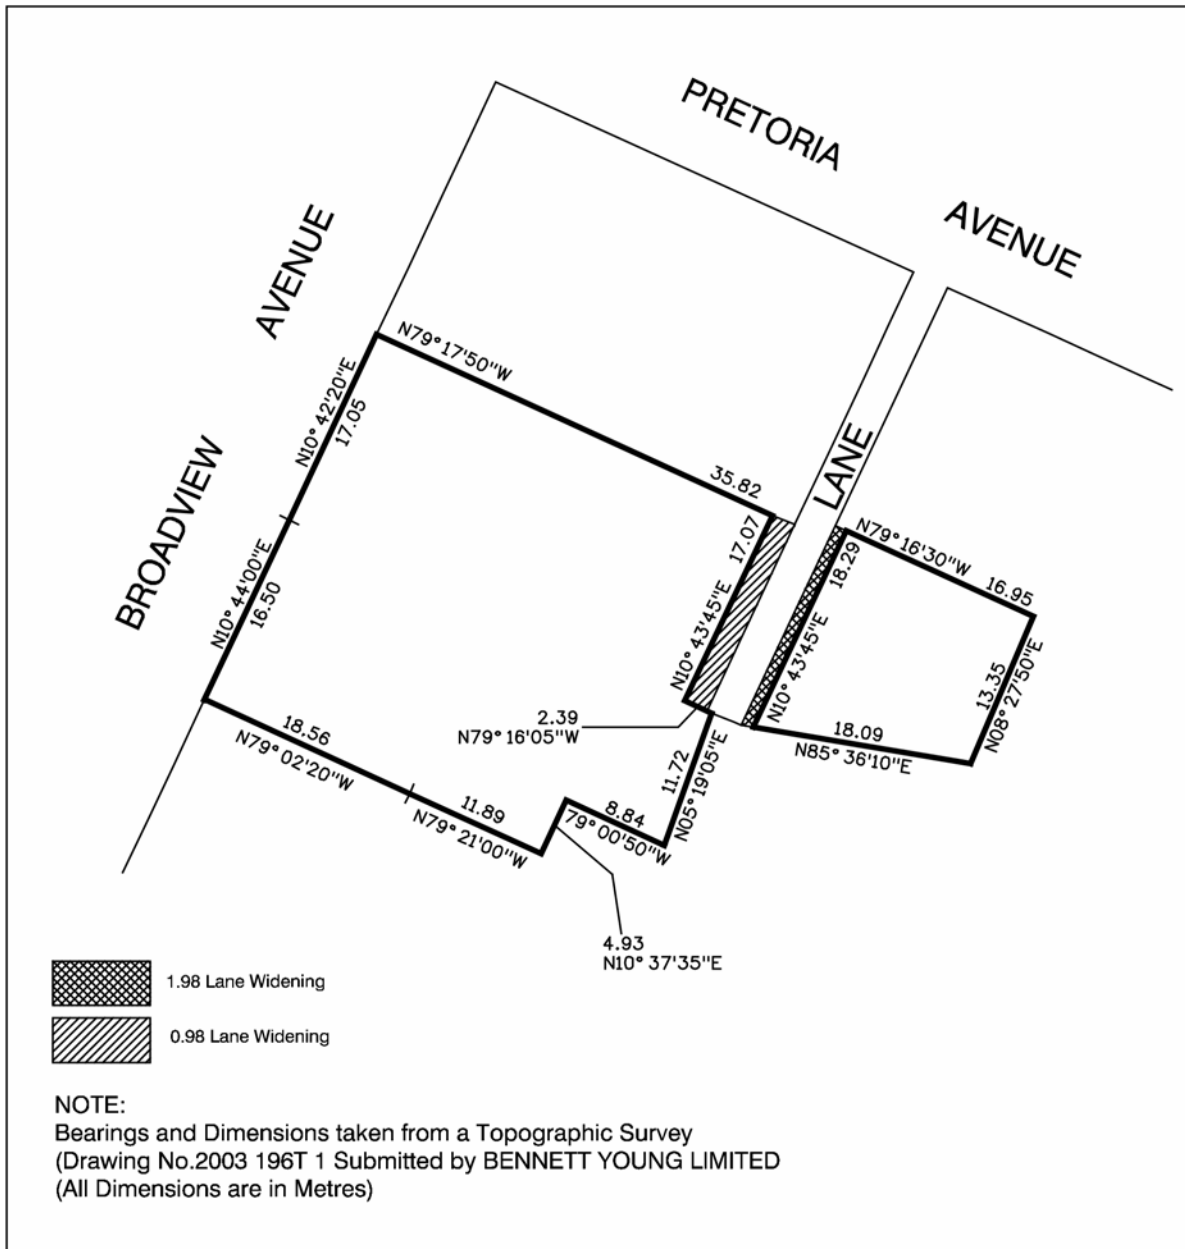 PRETORIA
AVENUE
BROADVIEW
AVENUE
LANE
N79° 17'50"W
35.82
N10° 42'20"E
17.05
N10° 44'00"E
16.50
17.07
N10° 43'45"E
18.29
N10° 43'45"E
N79° 16'30"W
16.95
13.35
N08° 27'50"E
18.09
N85° 36'10"E
2.39
N79° 16'05"W
11.72
N05° 19'05"E
18.56
N79° 02'20"W
11.89
N79° 21'00"W
8.84
79° 00'50"W
4.93
N10° 37'35"E
1.98 Lane Widening
0.98 Lane Widening
NOTE:
Bearings and Dimensions taken from a Topographic Survey
(Drawing No.2003 196T 1 Submitted by BENNETT YOUNG LIMITED
(All Dimensions are in Metres)